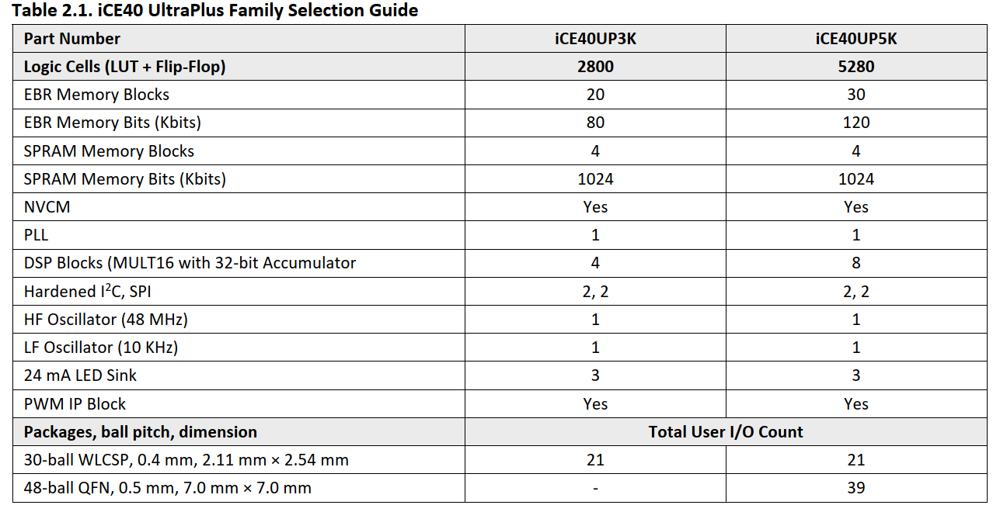 Table 2.1. iCE40 UltraPlus Family Selection Guide
Part Number iCE40UP3K iCE40UP5K
Logic Cells (LUT + Flip-Flop) 2800 5280
EBR Memory Blocks 20 30
EBR Memory Bits (Kbits) 80 120
SPRAM Memory Blocks 4 4
SPRAM Memory Bits (Kbits) 1024 1024
NVCM Yes Yes
PLL 1 1
DSP Blocks (MULT16 with 32-bit Accumulator 4 8
Hardened I²C, SPI 2, 2 2, 2
HF Oscillator (48 MHz) 1 1
LF Oscillator (10 KHz) 1 1
24 mA LED Sink 3 3
PWM IP Block Yes Yes
Packages, ball pitch, dimension Total User I/O Count
30-ball WLCSP, 0.4 mm, 2.11 mm × 2.54 mm 21 21
48-ball QFN, 0.5 mm, 7.0 mm × 7.0 mm - 39